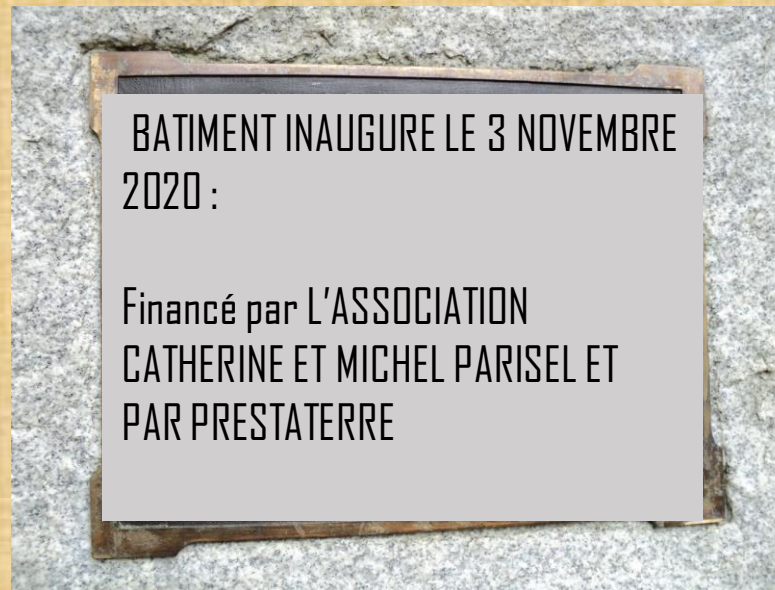 BATIMENT INAUGURE LE 3 NOVEMBRE
2020 :
Financé par L’ASSOCIATION
CATHERINE ET MICHEL PARISEL ET
PAR PRESTATERRE